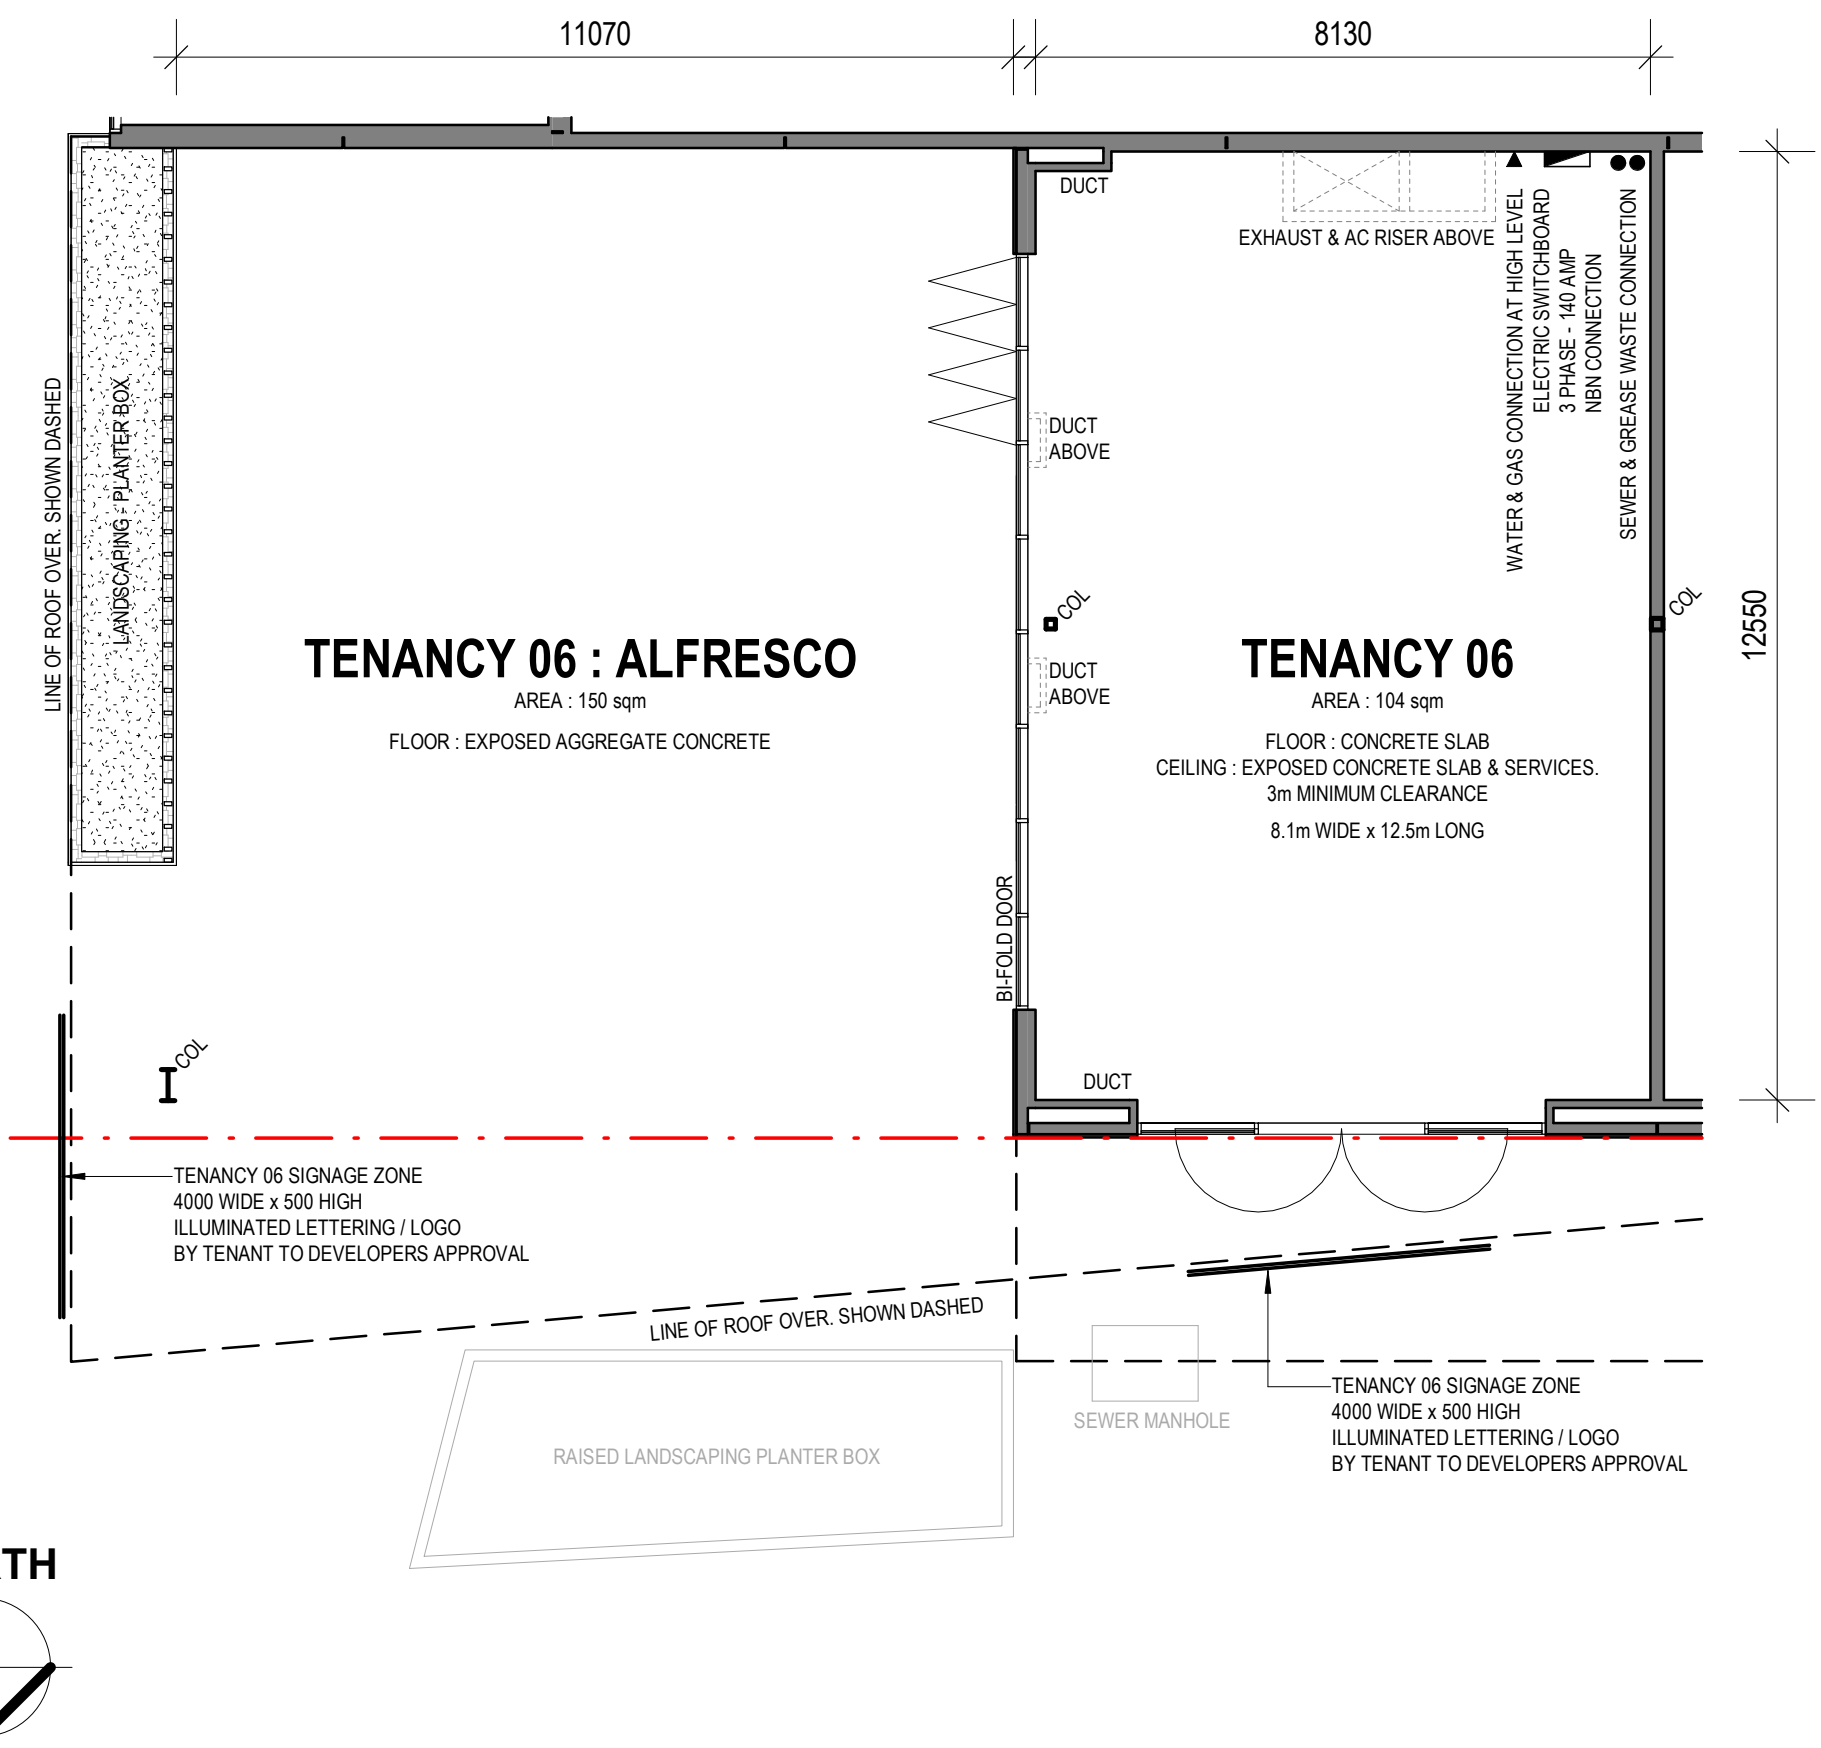 11070
8130
DUCT
EXHAUST & AC RISER ABOVE
WATER & GAS CONNECTION AT HIGH LEVEL
ELECTRIC SWITCHBOARD
3 PHASE - 140 AMP
NBN CONNECTION
SEWER & GREASE WASTE CONNECTION
LINE OF ROOF OVER. SHOWN DASHED
LANDSCAPING - PLANTER BOX
DUCT
ABOVE
COL
COL
12550
TENANCY 06 : ALFRESCO
AREA : 150 sqm
FLOOR : EXPOSED AGGREGATE CONCRETE
DUCT
ABOVE
TENANCY 06
AREA : 104 sqm
FLOOR : CONCRETE SLAB
CEILING : EXPOSED CONCRETE SLAB & SERVICES.
3m MINIMUM CLEARANCE
8.1m WIDE x 12.5m LONG
BI-FOLD DOOR
COL
DUCT
TENANCY 06 SIGNAGE ZONE
4000 WIDE x 500 HIGH
ILLUMINATED LETTERING / LOGO
BY TENANT TO DEVELOPERS APPROVAL
LINE OF ROOF OVER. SHOWN DASHED
SEWER MANHOLE
TENANCY 06 SIGNAGE ZONE
4000 WIDE x 500 HIGH
ILLUMINATED LETTERING / LOGO
BY TENANT TO DEVELOPERS APPROVAL
RAISED LANDSCAPING PLANTER BOX